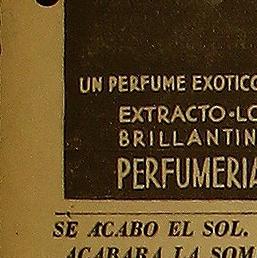 UN PERFUME EXOTICO
EXTRACTO·LO
BRILLANTIN
PERFUMERIA
SE ACABO EL SOL.
ACABARA LA SOM